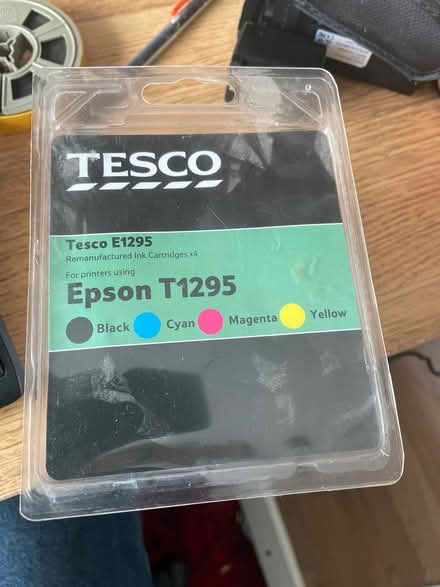 TESCO
Tesco E1295
Remanufactured Ink Cartridges x4
For printers using
Epson T1295
Black Cyan Magenta Yellow